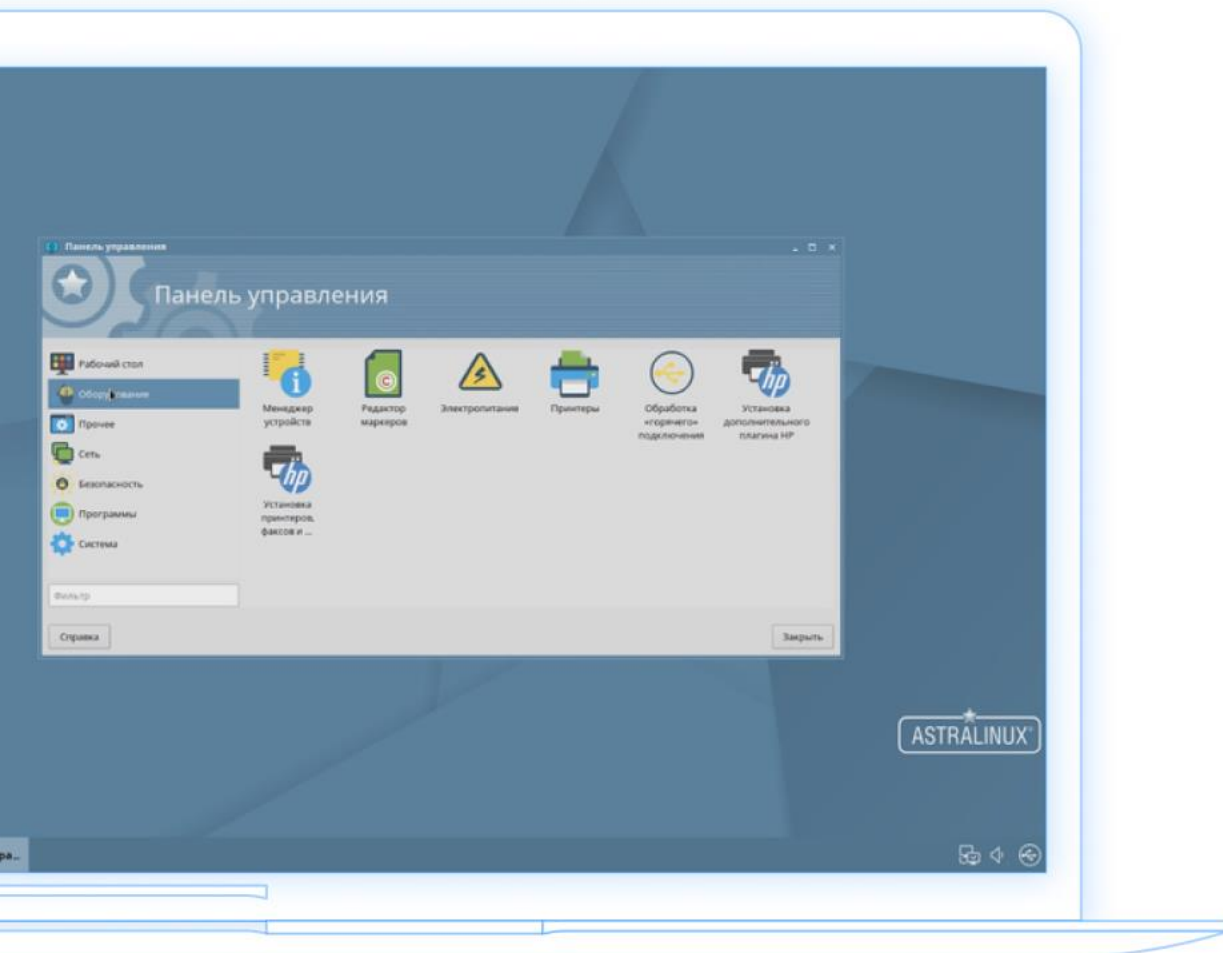 Панель управления
Панель управления
Рабочий стол
Оборудование
Прочее
Сеть
Безопасность
Программы
Система
Фильтр
Менеджер
устройств
Редактор
маркеров
Электропитание
Принтеры
Обработка
«горячего»
подключения
Установка
дополнительного
плагина HP
Установка
принтеров,
факсов и ...
Справка
Закрыть
ASTRALINUX
ра...